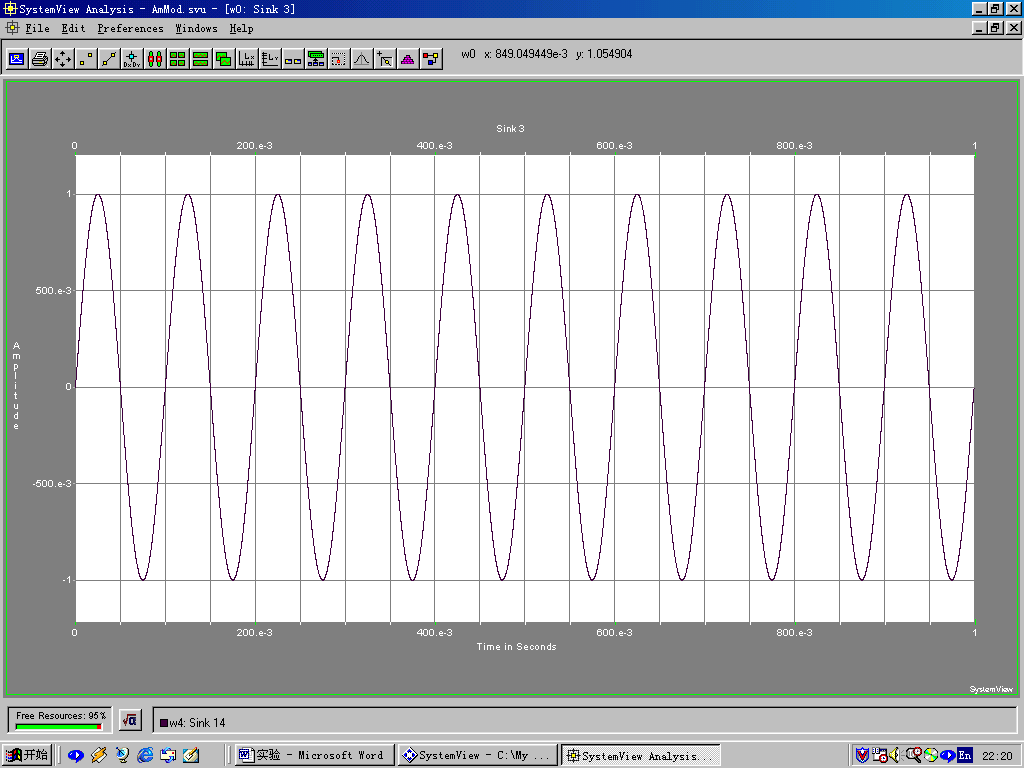 SystemView Analysis - AmMod.svu - [w0: Sink 3]
File Edit Preferences Windows Help
w0 x: 849.049449e-3 y: 1.054904
Sink 3
0 200.e-3 400.e-3 600.e-3 800.e-3 1
1
500.e-3
Amplitude
0
-500.e-3
-1
0 200.e-3 400.e-3 600.e-3 800.e-3 1
Time in Seconds
SystemView
Free Resources: 95%
√α
w4: Sink 14
开始
实验 - Microsoft Word
SystemView - C:\My ...
SystemView Analysis...
En
22:20